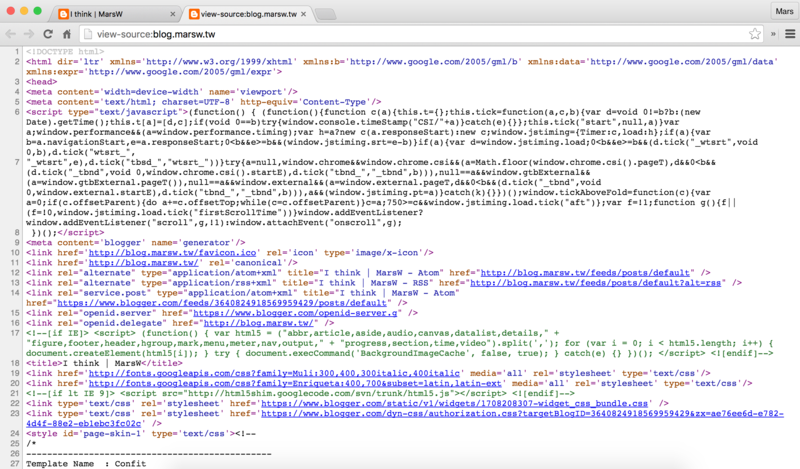 I think | MarsW
view-source:blog.marsw.tw
Mars
view-source:blog.marsw.tw
1 <!DOCTYPE html>
2 <html dir='ltr' xmlns='http://www.w3.org/1999/xhtml' xmlns:b='http://www.google.com/2005/gml/b' xmlns:data='http://www.google.com/2005/gml/data'
xmlns:expr='http://www.google.com/2005/gml/expr'>
3 <head>
4 <meta content='width=device-width' name='viewport'/>
5 <meta content='text/html; charset=UTF-8' http-equiv='Content-Type'/>
6 <script type="text/javascript">(function() { (function(){function c(a){this.t={};this.tick=function(a,c,b){var d=void 0!=b?b:(new
Date).getTime();this.t[a]=[d,c];if(void 0==b)try{window.console.timeStamp("CSI/"+a)}catch(e){}};this.tick("start",null,a)}var
a;window.performance&&(a=window.performance.timing);var h=a?new c(a.responseStart):new c;window.jstiming={Timer:c,load:h};if(a){var
b=a.navigationStart,e=a.responseStart;0<b&&e>=b&&(window.jstiming.srt=e-b)}if(a){var d=window.jstiming.load;0<b&&e>=b&&(d.tick("_wtsrt",void
0,b),d.tick("wtsrt_",
7 "_wtsrt",e),d.tick("tbsd_","wtsrt_"))}try{a=null,window.chrome&&window.chrome.csi&&(a=Math.floor(window.chrome.csi().pageT),d&&0<b&&
(d.tick("_tbnd",void 0,window.chrome.csi().startE),d.tick("tbnd_","_tbnd",b))),null==a&&window.gtbExternal&&
(a=window.gtbExternal.pageT()),null==a&&window.external&&(a=window.external.pageT,d&&0<b&&(d.tick("_tbnd",void
0,window.external.startE),d.tick("tbnd_","_tbnd",b))),a&&(window.jstiming.pt=a)}catch(k){}})();window.tickAboveFold=function(c){var
a=0;if(c.offsetParent){do a+=c.offsetTop;while(c=c.offsetParent)}c=a;750>=c&&window.jstiming.load.tick("aft")};var f=!1;function g(){f||
(f=!0,window.jstiming.load.tick("firstScrollTime"))}window.addEventListener?
window.addEventListener("scroll",g,!1):window.attachEvent("onscroll",g);
8 })();</script>
9 <meta content='blogger' name='generator'/>
10 <link href='http://blog.marsw.tw/favicon.ico' rel='icon' type='image/x-icon'/>
11 <link href='http://blog.marsw.tw/' rel='canonical'/>
12 <link rel="alternate" type="application/atom+xml" title="I think | MarsW - Atom" href="http://blog.marsw.tw/feeds/posts/default" />
13 <link rel="alternate" type="application/rss+xml" title="I think | MarsW - RSS" href="http://blog.marsw.tw/feeds/posts/default?alt=rss" />
14 <link rel="service.post" type="application/atom+xml" title="I think | MarsW - Atom"
href="https://www.blogger.com/feeds/3640824918569959429/posts/default" />
15 <link rel="openid.server" href="https://www.blogger.com/openid-server.g" />
16 <link rel="openid.delegate" href="http://blog.marsw.tw/" />
17 <!--[if IE]> <script> (function() { var html5 = ("abbr,article,aside,audio,canvas,datalist,details," +
"figure,footer,header,hgroup,mark,menu,meter,nav,output," + "progress,section,time,video").split(','); for (var i = 0; i < html5.length; i++) {
document.createElement(html5[i]); } try { document.execCommand('BackgroundImageCache', false, true); } catch(e) {} })(); </script> <![endif]-->
18 <title>I think | MarsW</title>
19 <link href='http://fonts.googleapis.com/css?family=Muli:300,400,300italic,400italic' media='all' rel='stylesheet' type='text/css'/>
20 <link href='http://fonts.googleapis.com/css?family=Enriqueta:400,700&subset=latin,latin-ext' media='all' rel='stylesheet' type='text/css'/>
21 <!--[if lt IE 9]> <script src="http://html5shim.googlecode.com/svn/trunk/html5.js"></script> <![endif]-->
22 <link type='text/css' rel='stylesheet' href='https://www.blogger.com/static/v1/widgets/1708208307-widget_css_bundle.css' />
23 <link type='text/css' rel='stylesheet' href='https://www.blogger.com/dyn-css/authorization.css?targetBlogID=3640824918569959429&zx=ae76ee6d-e782-
4d4f-88e2-eb1ebc3fc02c' />
24 <style id='page-skin-1' type='text/css'><!--
25 /*
26 -----------------------------------------------
27 Template Name : Confit